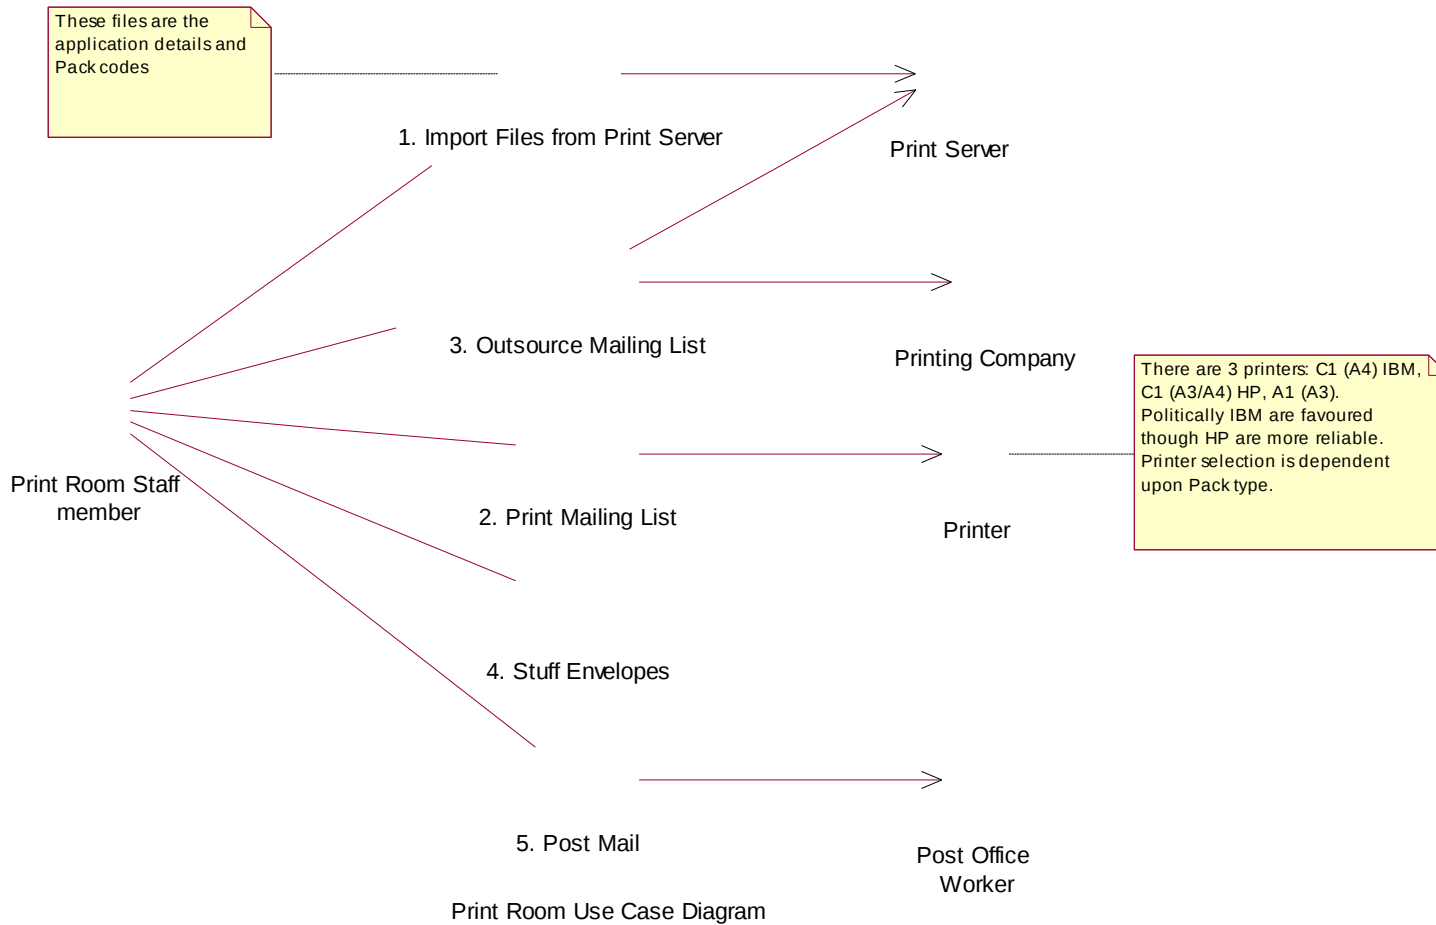 These files are the
application details and
Pack codes
1. Import Files from Print Server
Print Server
3. Outsource Mailing List
Printing Company
There are 3 printers: C1 (A4) IBM,
C1 (A3/A4) HP, A1 (A3).
Politically IBM are favoured
though HP are more reliable.
Printer selection is dependent
upon Pack type.
Print Room Staff
member
2. Print Mailing List
Printer
4. Stuff Envelopes
5. Post Mail
Post Office
Worker
Print Room Use Case Diagram